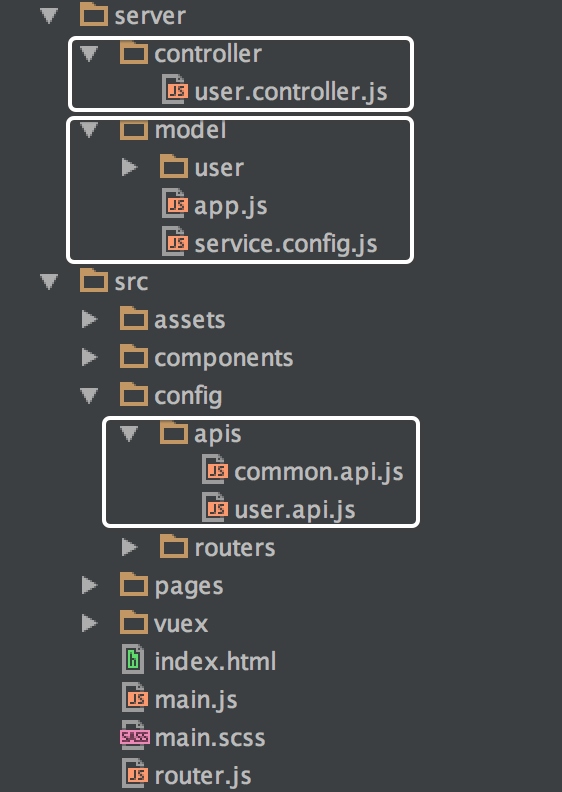 server
controller
JS user.controller.js
model
user
JS app.js
JS service.config.js
src
assets
components
config
apis
JS common.api.js
JS user.api.js
routers
pages
vuex
h index.html
JS main.js
SASS main.scss
JS router.js